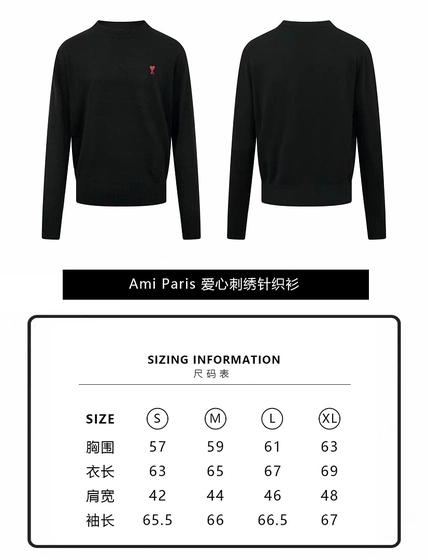 Ami Paris 爱心刺绣针织衫
SIZING INFORMATION
尺码表
SIZE S M L XL
胸围 57 59 61 63
衣长 63 65 67 69
肩宽 42 44 46 48
袖长 65.5 66 66.5 67